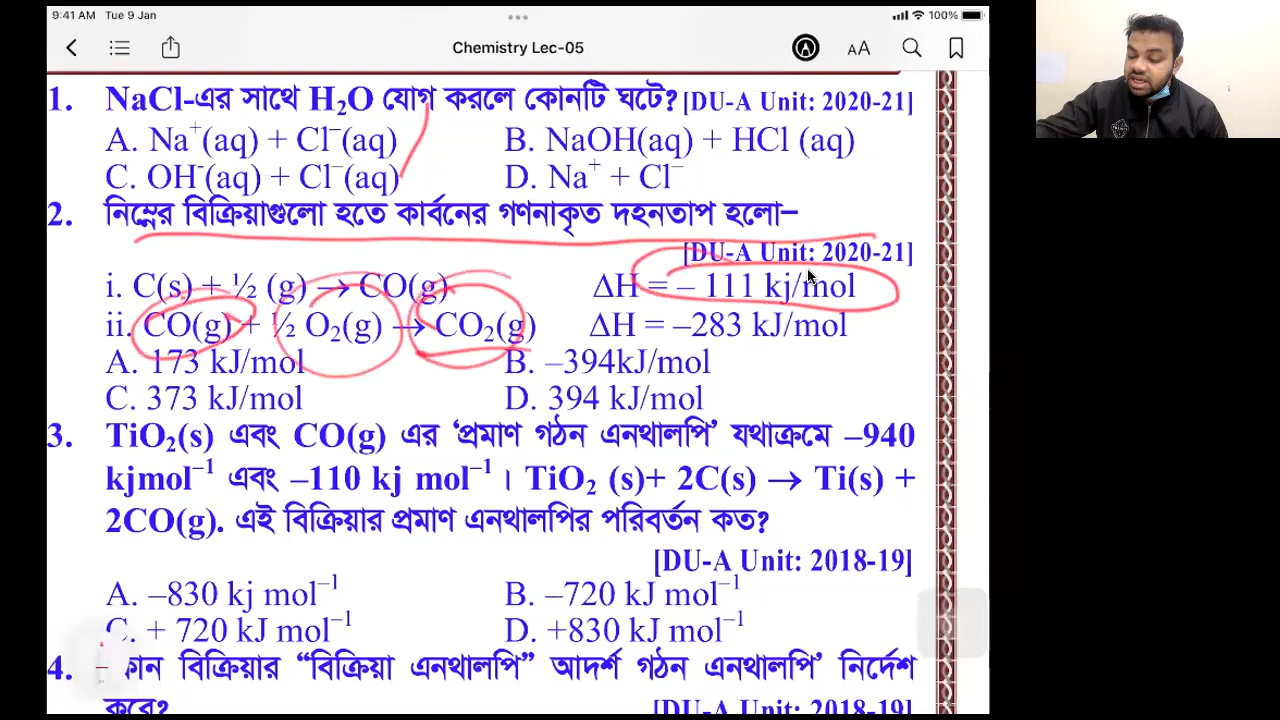 9:41 AM Tue 9 Jan
100%
Chemistry Lec-05
AA
1. NaCl-এর সাথে H₂O যোগ করলে কোনটি ঘটে? [DU-A Unit: 2020-21]
A. Na⁺(aq) + Cl⁻(aq) B. NaOH(aq) + HCl (aq)
C. OH⁻(aq) + Cl⁻(aq) D. Na⁺ + Cl⁻
2. নিম্নের বিক্রিয়াগুলো হতে কার্বনের গণনাকৃত দহনতাপ হলো–
[DU-A Unit: 2020-21]
i. C(s) + ½ (g) → CO(g) ΔH = – 111 kj/mol
ii. CO(g) + ½ O₂(g) → CO₂(g) ΔH = –283 kJ/mol
A. 173 kJ/mol B. –394kJ/mol
C. 373 kJ/mol D. 394 kJ/mol
3. TiO₂(s) এবং CO(g) এর ‘প্রমাণ গঠন এনথালপি’ যথাক্রমে –940
kjmol⁻¹ এবং –110 kj mol⁻¹ । TiO₂ (s)+ 2C(s) → Ti(s) +
2CO(g). এই বিক্রিয়ার প্রমাণ এনথালপির পরিবর্তন কত?
[DU-A Unit: 2018-19]
A. –830 kj mol⁻¹ B. –720 kJ mol⁻¹
C. + 720 kJ mol⁻¹ D. +830 kJ mol⁻¹
4. কোন বিক্রিয়ার “বিক্রিয়া এনথালপি” আদর্শ গঠন এনথালপি’ নির্দেশ
করে?
[DU-A Unit: 2018-19]